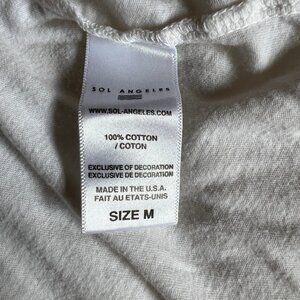 SOL ANGELES
WWW.SOL-ANGELES.COM
100% COTTON
/ COTON
EXCLUSIVE OF DECORATION
EXCLUSIVE DE DECORATION
MADE IN THE U.S.A.
FAIT AU ETATS-UNIS
SIZE M